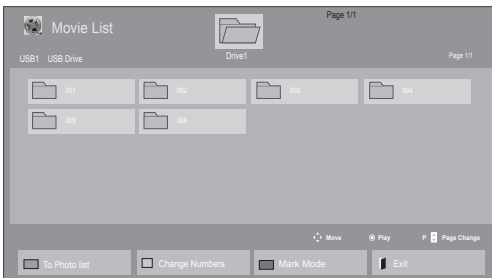 Page 1/1
Movie List
USB1 USB Drive
Drive1
Page 1/1
001 002 003 004
005 006
Move Play P Page Change
To Photo list Change Numbers Mark Mode Exit